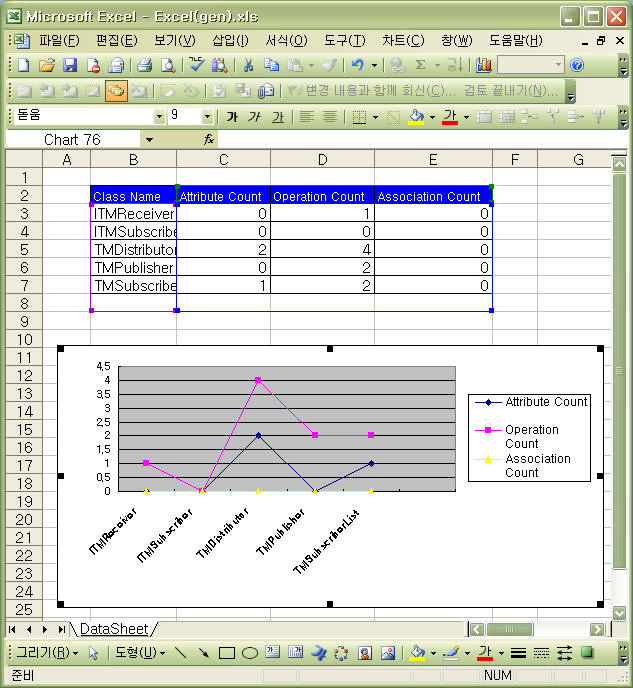 Microsoft Excel - Excel(gen).xls
파일(F) 편집(E) 보기(V) 삽입(I) 서식(O) 도구(T) 차트(C) 창(W) 도움말(H)
변경 내용과 함께 회신(C)... 검토 끝내기(N)...
돋움 9 가 가 가 가
Chart 76 fx
A B C D E F G
1
2 Class Name Attribute Count Operation Count Association Count
3 ITMReceiver 0 1 0
4 ITMSubscribe 0 0 0
5 TMDistributor 2 4 0
6 TMPublisher 0 2 0
7 TMSubscribe 1 2 0
8
9
10
11
12
13
14
15
16
17
18
19
20
21
22
23
24
25
4,5
4
3,5
3
2,5
2
1,5
1
0,5
0
ITMReceiver ITMSubscriber TMDistributor TMPublisher TMSubscriberList
Attribute Count
Operation
Count
Association
Count
DataSheet
그리기(R) 도형(U) 가
준비 NUM